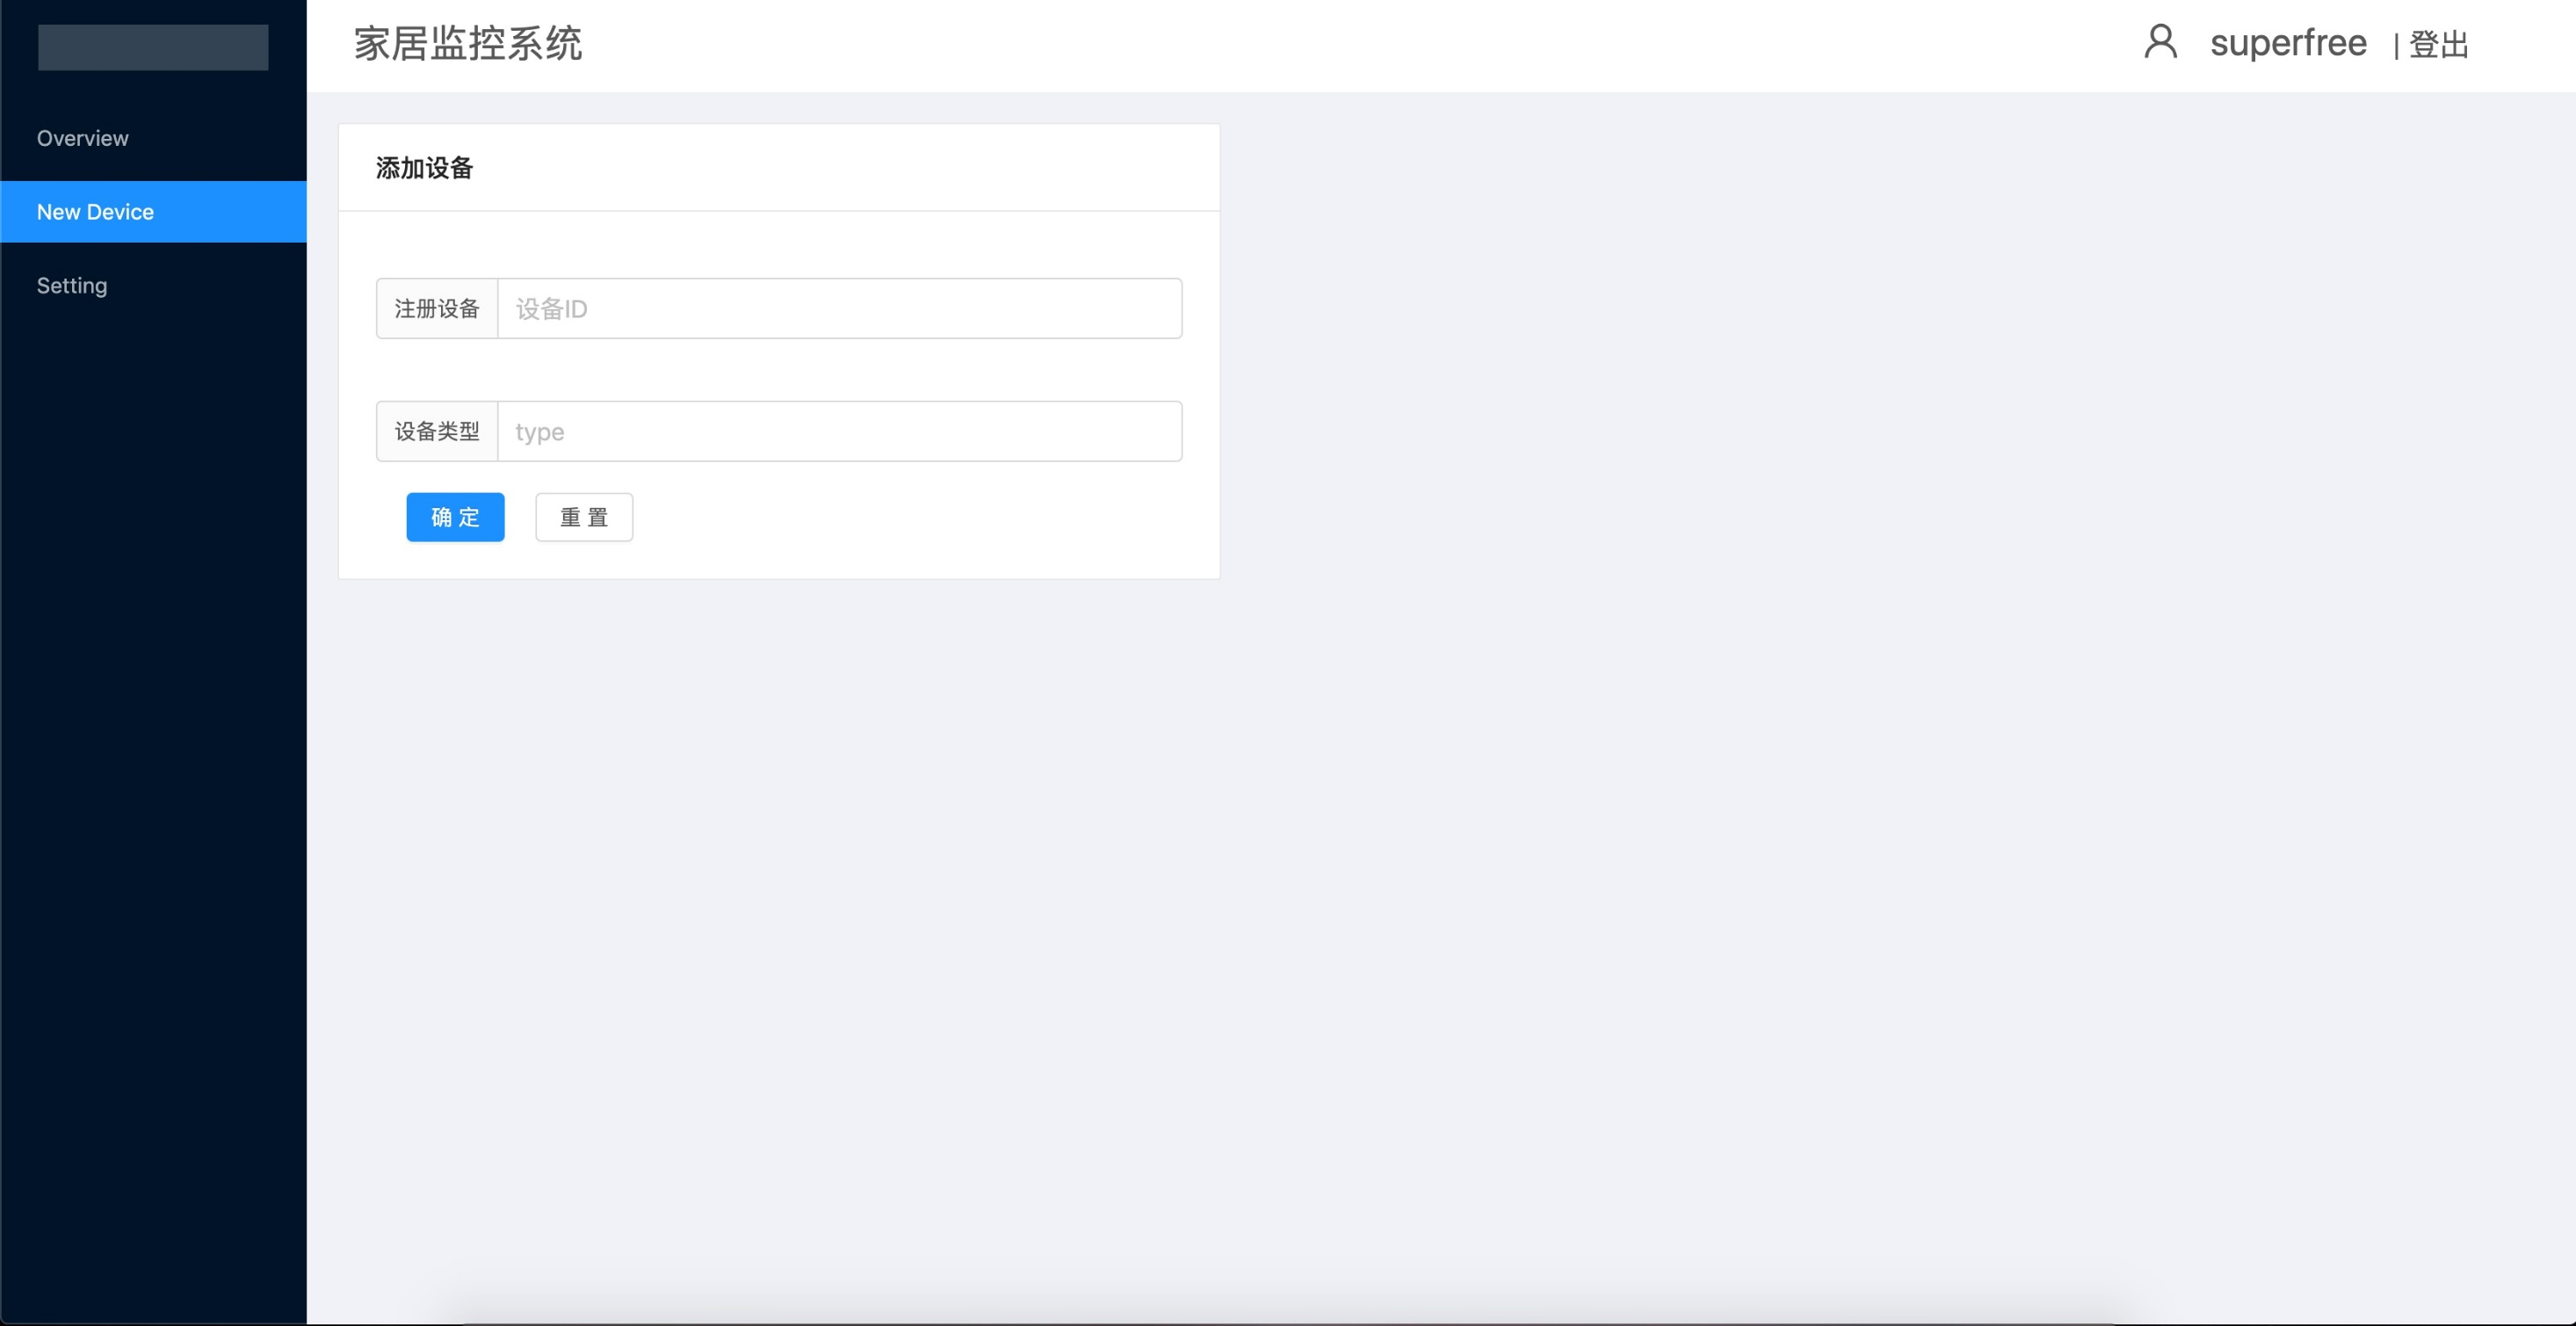 家居监控系统
superfree | 登出
Overview
New Device
Setting
添加设备
注册设备 设备ID
设备类型 type
确 定 重 置